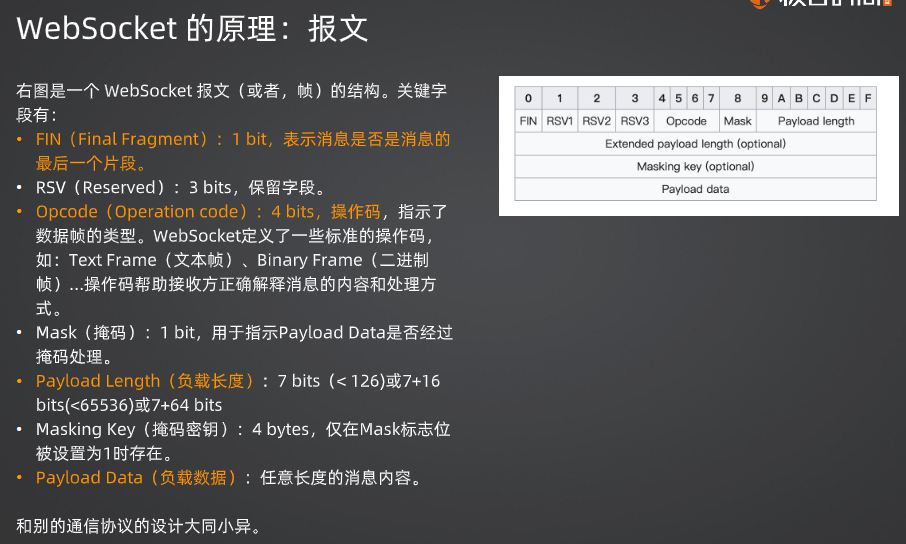 WebSocket 的原理：报文
右图是一个 WebSocket 报文（或者，帧）的结构。关键字
段有：
• FIN（Final Fragment）：1 bit，表示消息是否是消息的
最后一个片段。
• RSV（Reserved）：3 bits，保留字段。
• Opcode（Operation code）：4 bits，操作码，指示了
数据帧的类型。WebSocket定义了一些标准的操作码，
如：Text Frame（文本帧）、Binary Frame（二进制
帧）...操作码帮助接收方正确解释消息的内容和处理方
式。
• Mask（掩码）：1 bit，用于指示Payload Data是否经过
掩码处理。
• Payload Length（负载长度）：7 bits（< 126)或7+16
bits(<65536)或7+64 bits
• Masking Key（掩码密钥）：4 bytes，仅在Mask标志位
被设置为1时存在。
• Payload Data（负载数据）：任意长度的消息内容。
和别的通信协议的设计大同小异。
0 1 2 3 4 5 6 7 8 9 A B C D E F
FIN RSV1 RSV2 RSV3 Opcode Mask Payload length
Extended payload length (optional)
Masking key (optional)
Payload data